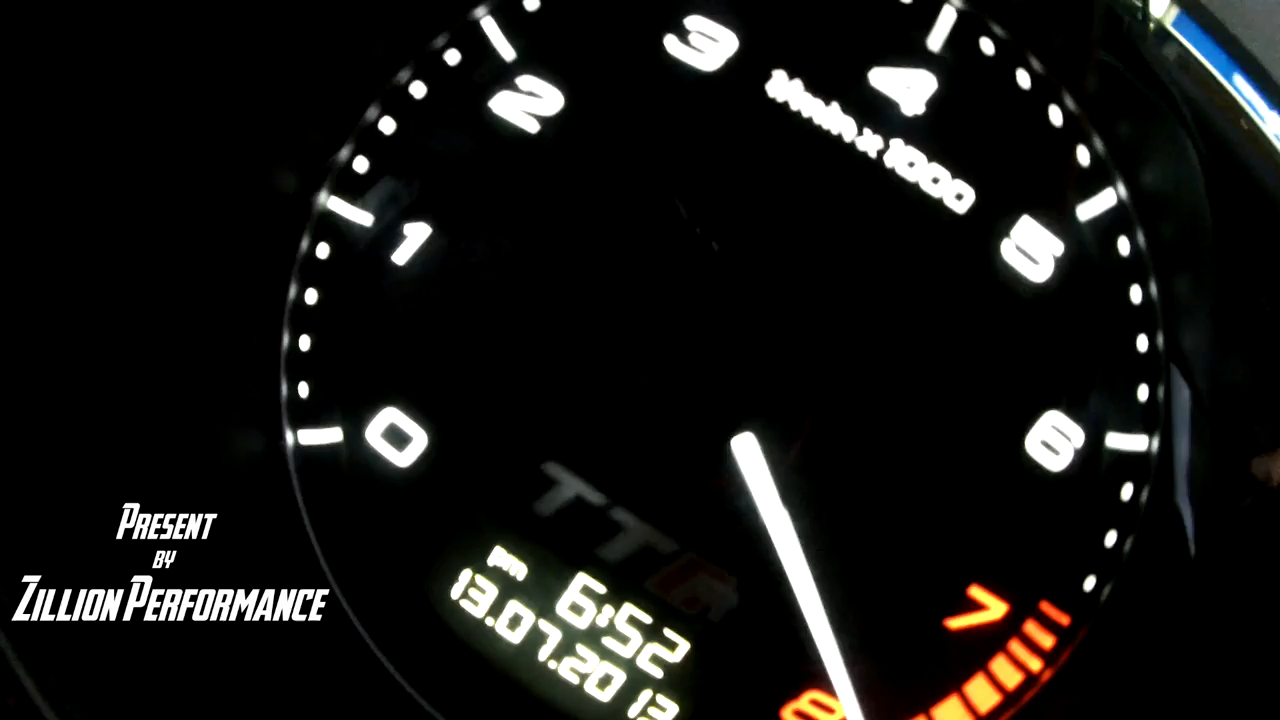 3
4
2
1/min x 1000
1
5
0
6
TTR
PRESENT
BY
ZILLION PERFORMANCE
pm 6:52
13.07.2013
7
8